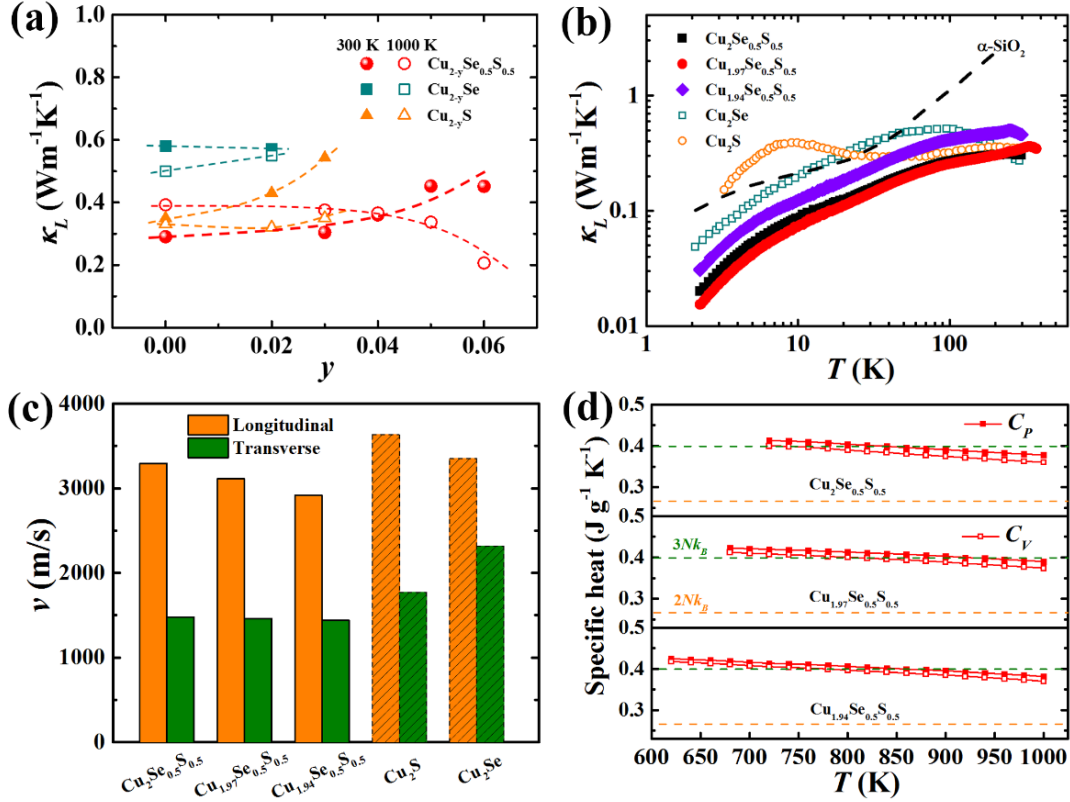 (a)
1.0
0.8
0.6
0.4
0.2
0.0
κ_L (Wm⁻¹K⁻¹)
300 K 1000 K
Cu₂₋ySe₀.₅S₀.₅
Cu₂₋ySe
Cu₂₋yS
0.00 0.02 0.04 0.06
y
(b)
1
0.1
0.01
κ_L (Wm⁻¹K⁻¹)
Cu₂Se₀.₅S₀.₅
Cu₁.₉₇Se₀.₅S₀.₅
Cu₁.₉₄Se₀.₅S₀.₅
Cu₂Se
Cu₂S
α-SiO₂
1 10 100
T (K)
(c)
4000
3000
2000
1000
0
v (m/s)
Longitudinal
Transverse
Cu₂Se₀.₅S₀.₅
Cu₁.₉₇Se₀.₅S₀.₅
Cu₁.₉₄Se₀.₅S₀.₅
Cu₂S
Cu₂Se
(d)
Specific heat (J g⁻¹ K⁻¹)
0.5
0.4
0.3
C_P
Cu₂Se₀.₅S₀.₅
0.5
0.4
0.3
3Nk_B
C_V
2Nk_B
Cu₁.₉₇Se₀.₅S₀.₅
0.5
0.4
0.3
Cu₁.₉₄Se₀.₅S₀.₅
600 650 700 750 800 850 900 950 1000
T (K)